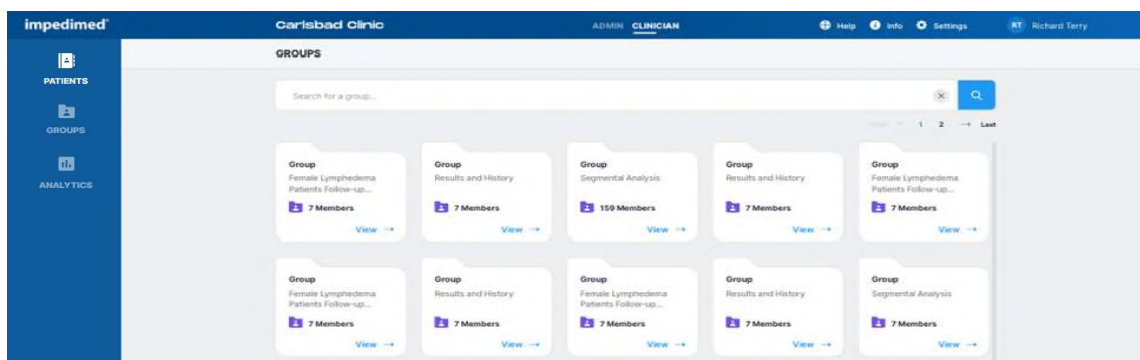 impedimed®
Carlsbad Clinic
ADMIN CLINICIAN
Help Info Settings
RT Richard Terry
PATIENTS
GROUPS
ANALYTICS
GROUPS
Search for a group...
1 2 → Last
Group
Female Lymphedema
Patients Follow-up...
7 Members
View →
Group
Results and History
7 Members
View →
Group
Segmental Analysis
159 Members
View →
Group
Results and History
7 Members
View →
Group
Female Lymphedema
Patients Follow-up...
7 Members
View →
Group
Female Lymphedema
Patients Follow-up...
7 Members
View →
Group
Results and History
7 Members
View →
Group
Female Lymphedema
Patients Follow-up...
7 Members
View →
Group
Results and History
7 Members
View →
Group
Segmental Analysis
7 Members
View →